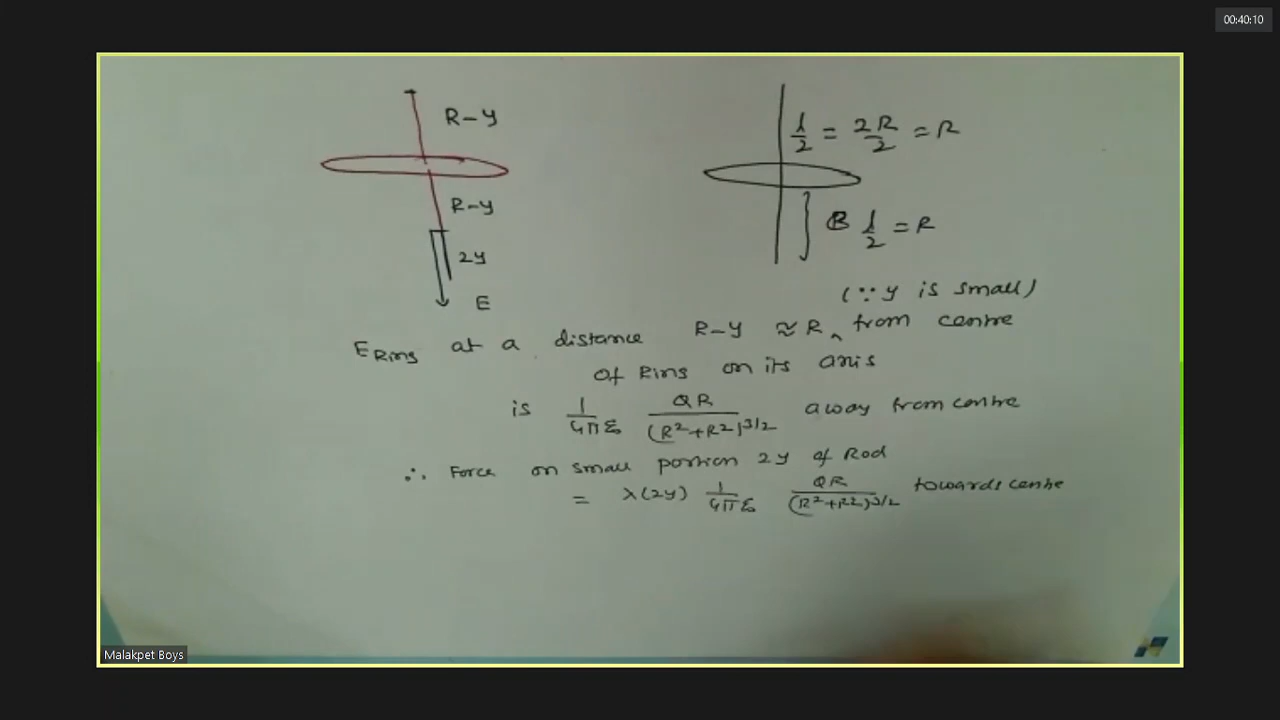 00:40:10
R-y
l/2 = 2R/2 = R
R-y
l/2 = R
2y
E
(∵ y is small)
E Ring at a distance R-y ≈ R, from centre
of Ring on its axis
is 1/4πε₀ QR/(R²+R²)^3/2 away from centre
∴ Force on small portion 2y of Rod
= λ(2y) 1/4πε₀ QR/(R²+R²)^3/2 towards centre
Malakpet Boys